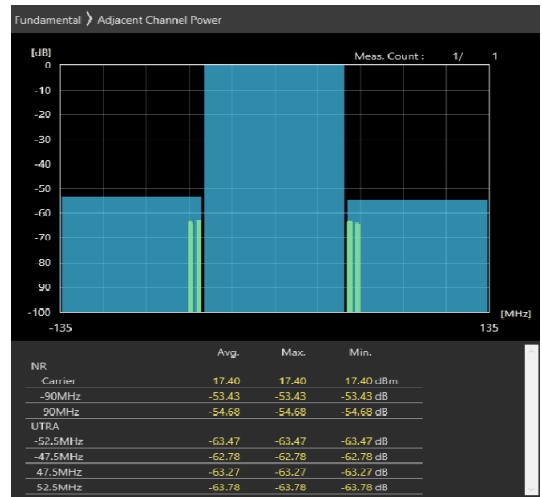 Fundamental ❯ Adjacent Channel Power
[dB]
Meas. Count : 1/ 1
0
-10
-20
-30
-40
-50
-60
-70
-80
-90
-100
[MHz]
-135 135
Avg. Max. Min.
NR
Carrier 17.40 17.40 17.40 dBm
-90MHz -53.43 -53.43 -53.43 dB
90MHz -54.68 -54.68 -54.68 dB
UTRA
-52.5MHz -63.47 -63.47 -63.47 dB
-47.5MHz -62.78 -62.78 -62.78 dB
47.5MHz -63.27 -63.27 -63.27 dB
52.5MHz -63.78 -63.78 -63.78 dB